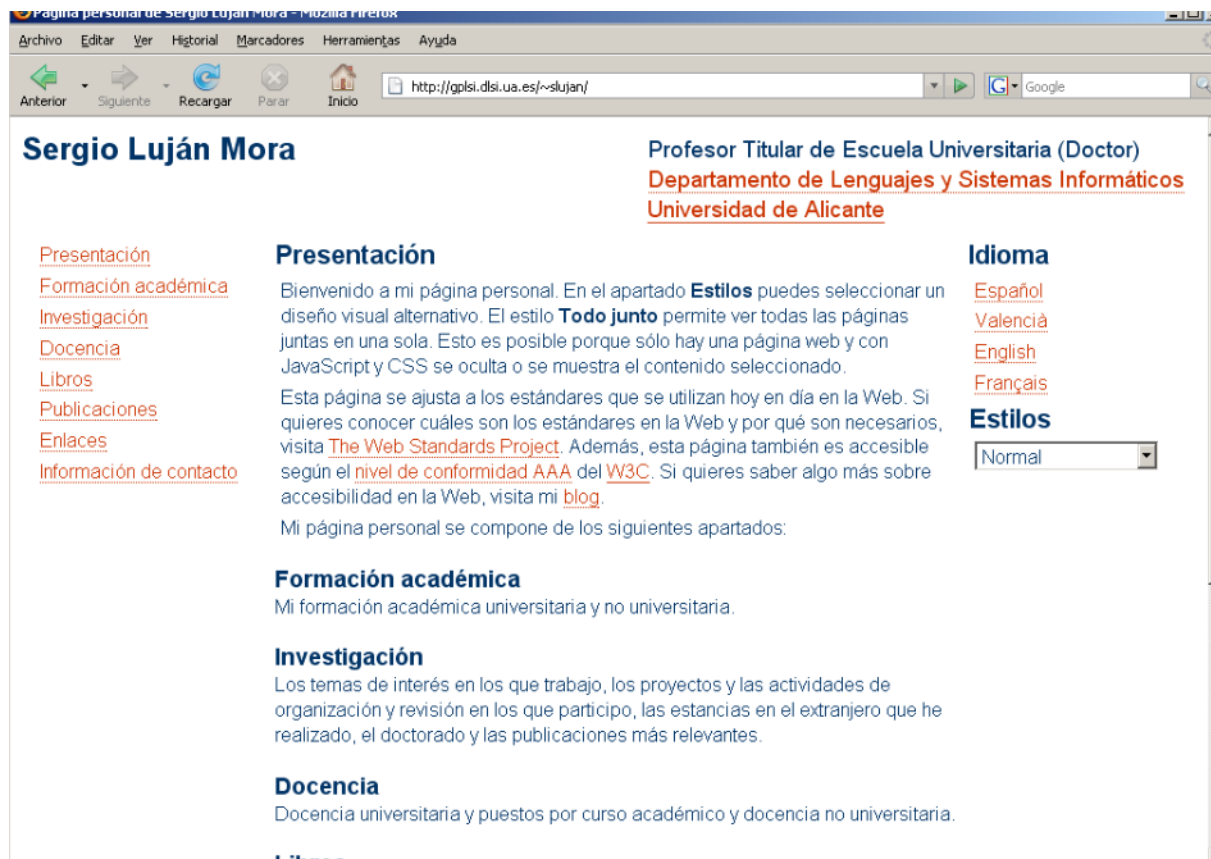 Página personal de Sergio Luján Mora - Mozilla Firefox
Archivo Editar Ver Historial Marcadores Herramientas Ayuda
Anterior Siguiente Recargar Parar Inicio
http://gplsi.dlsi.ua.es/~slujan/
G Google
Sergio Luján Mora
Profesor Titular de Escuela Universitaria (Doctor)
Departamento de Lenguajes y Sistemas Informáticos
Universidad de Alicante
Presentación
Formación académica
Investigación
Docencia
Libros
Publicaciones
Enlaces
Información de contacto
Presentación
Bienvenido a mi página personal. En el apartado Estilos puedes seleccionar un
diseño visual alternativo. El estilo Todo junto permite ver todas las páginas
juntas en una sola. Esto es posible porque sólo hay una página web y con
JavaScript y CSS se oculta o se muestra el contenido seleccionado.
Esta página se ajusta a los estándares que se utilizan hoy en día en la Web. Si
quieres conocer cuáles son los estándares en la Web y por qué son necesarios,
visita The Web Standards Project. Además, esta página también es accesible
según el nivel de conformidad AAA del W3C. Si quieres saber algo más sobre
accesibilidad en la Web, visita mi blog.
Mi página personal se compone de los siguientes apartados:
Formación académica
Mi formación académica universitaria y no universitaria.
Investigación
Los temas de interés en los que trabajo, los proyectos y las actividades de
organización y revisión en los que participo, las estancias en el extranjero que he
realizado, el doctorado y las publicaciones más relevantes.
Docencia
Docencia universitaria y puestos por curso académico y docencia no universitaria.
Libros
Idioma
Español
Valencià
English
Français
Estilos
Normal